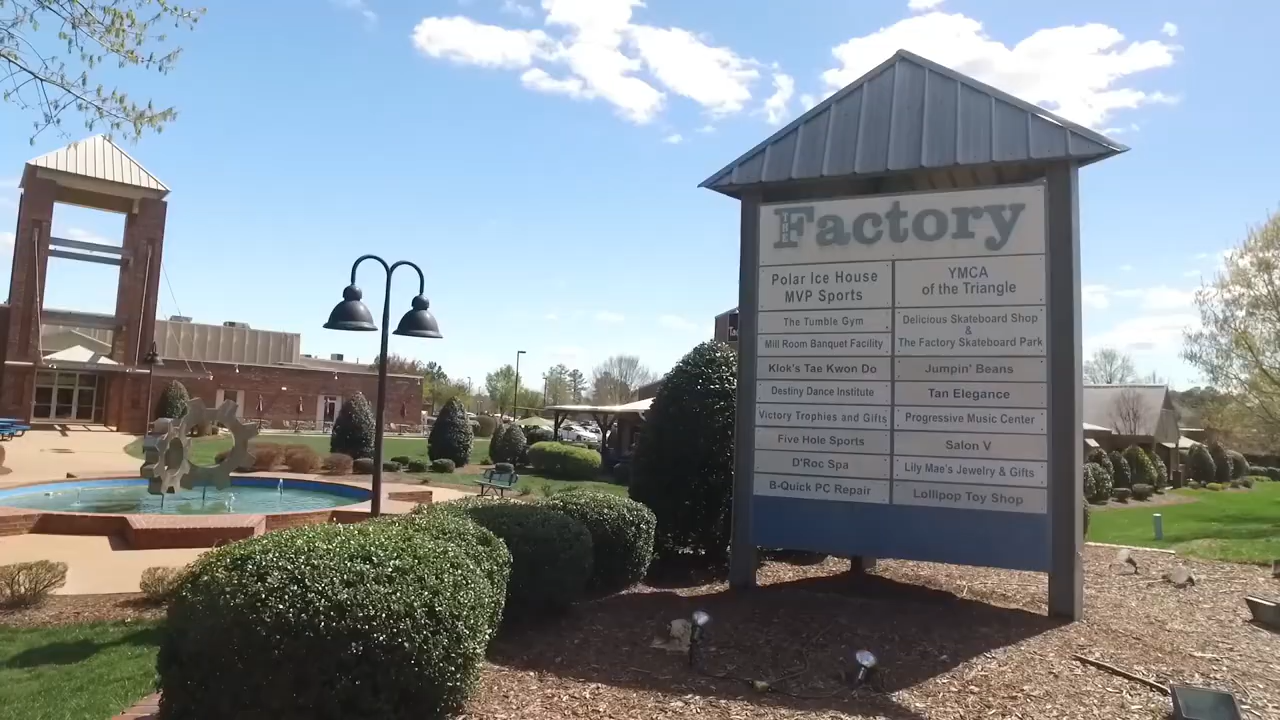 THE Factory
Polar Ice House
MVP Sports
The Tumble Gym
Mill Room Banquet Facility
Klok's Tae Kwon Do
Destiny Dance Institute
Victory Trophies and Gifts
Five Hole Sports
D'Roc Spa
B-Quick PC Repair
YMCA
of the Triangle
Delicious Skateboard Shop
&
The Factory Skateboard Park
Jumpin' Beans
Tan Elegance
Progressive Music Center
Salon V
Lily Mae's Jewelry & Gifts
Lollipop Toy Shop